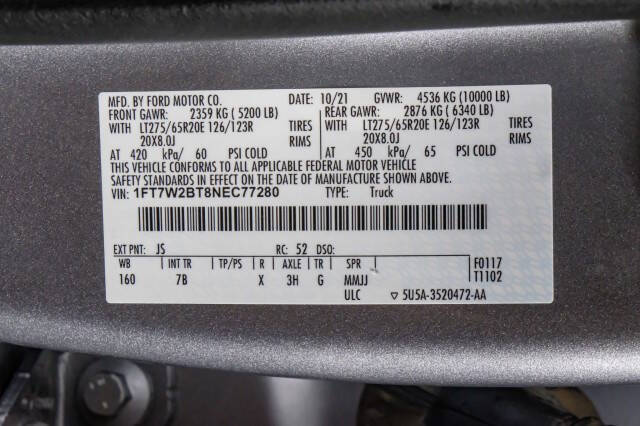 MFD. BY FORD MOTOR CO. DATE: 10/21 GVWR: 4536 KG (10000 LB)
FRONT GAWR: 2359 KG (5200 LB) REAR GAWR: 2876 KG (6340 LB)
WITH LT275/65R20E 126/123R TIRES WITH LT275/65R20E 126/123R TIRES
20X8.0J RIMS 20X8.0J RIMS
AT 420 kPa/ 60 PSI COLD AT 450 kPa/ 65 PSI COLD
THIS VEHICLE CONFORMS TO ALL APPLICABLE FEDERAL MOTOR VEHICLE
SAFETY STANDARDS IN EFFECT ON THE DATE OF MANUFACTURE SHOWN ABOVE.
VIN: 1FT7W2BT8NEC77280 TYPE: Truck
EXT PNT: JS RC: 52 DSO:
WB INT TR TP/PS R AXLE TR SPR F0117
160 7B X 3H G MMJJ T1102
ULC ▽ 5U5A-3520472-AA